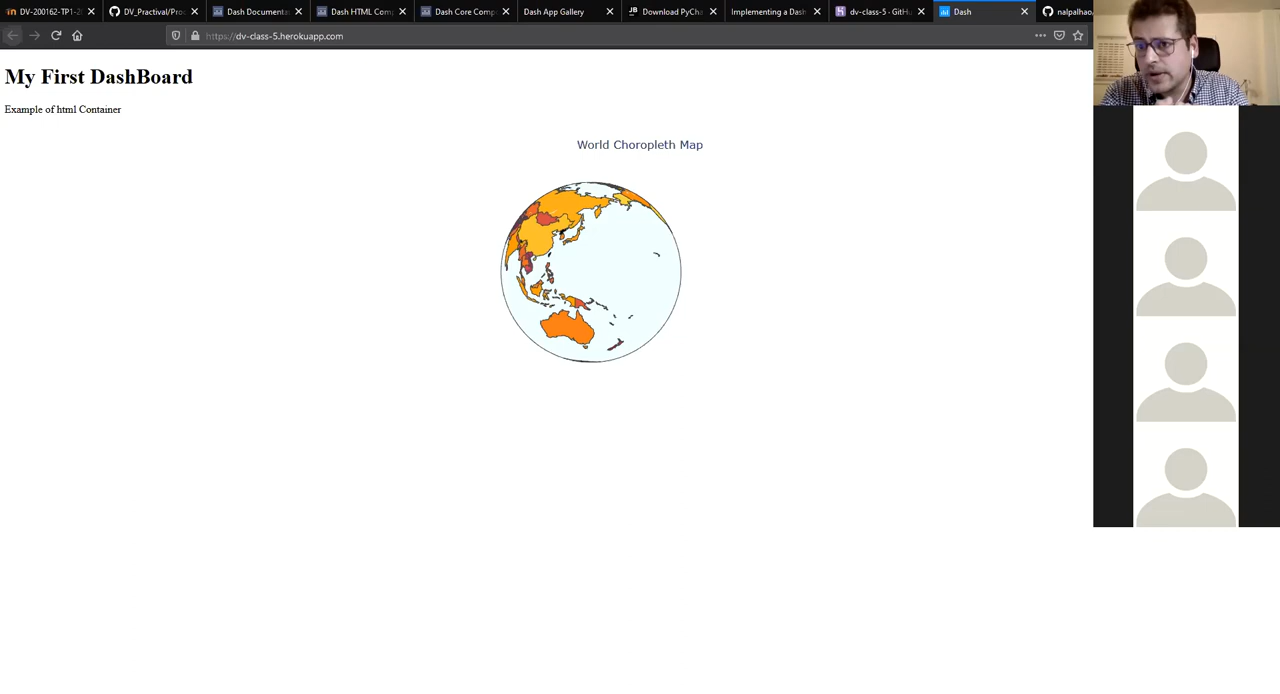 DV-200162-TP1-2
DV_Practival/Pro
Dash Documenta
Dash HTML Com
Dash Core Comp
Dash App Gallery
JB Download PyCha
Implementing a Dash
dv-class-5 · GitHu
Dash
nalpalhao
https://dv-class-5.herokuapp.com
My First DashBoard
Example of html Container
World Choropleth Map